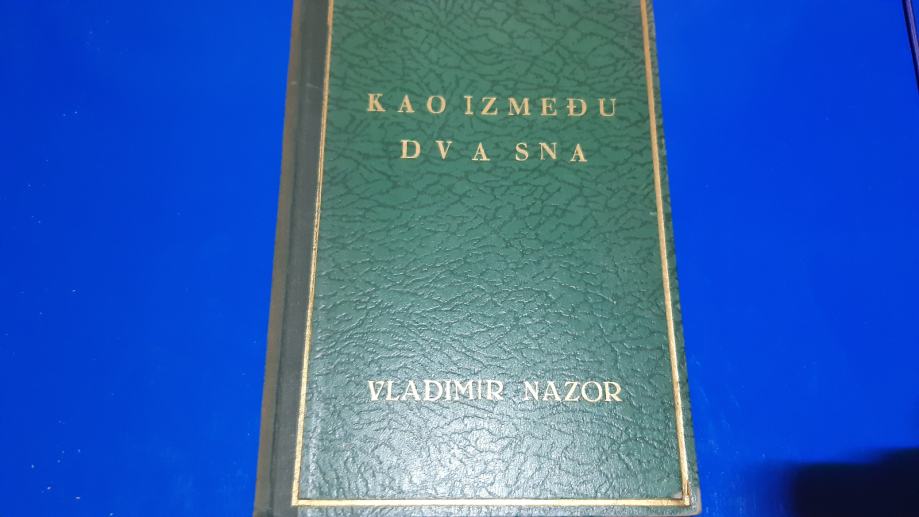 KAO IZMEĐU
DVA SNA
VLADIMIR NAZOR